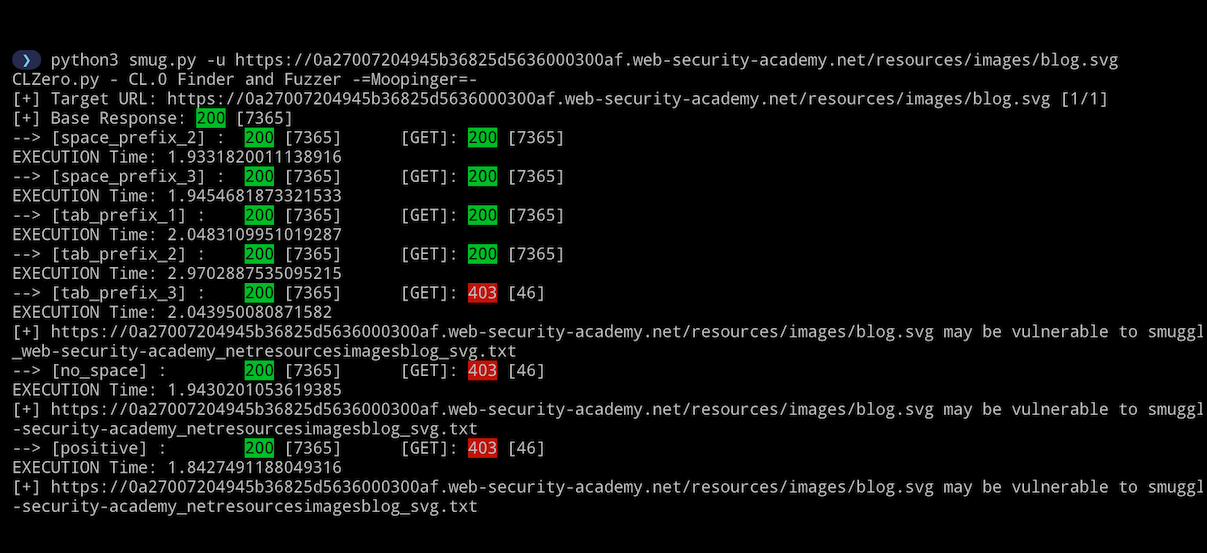 ❯ python3 smug.py -u https://0a27007204945b36825d5636000300af.web-security-academy.net/resources/images/blog.svg
CLZero.py - CL.0 Finder and Fuzzer -=Moopinger=-
[+] Target URL: https://0a27007204945b36825d5636000300af.web-security-academy.net/resources/images/blog.svg [1/1]
[+] Base Response: 200 [7365]
--> [space_prefix_2] : 200 [7365] [GET]: 200 [7365]
EXECUTION Time: 1.9331820011138916
--> [space_prefix_3] : 200 [7365] [GET]: 200 [7365]
EXECUTION Time: 1.9454681873321533
--> [tab_prefix_1] : 200 [7365] [GET]: 200 [7365]
EXECUTION Time: 2.0483109951019287
--> [tab_prefix_2] : 200 [7365] [GET]: 200 [7365]
EXECUTION Time: 2.9702887535095215
--> [tab_prefix_3] : 200 [7365] [GET]: 403 [46]
EXECUTION Time: 2.043950080871582
[+] https://0a27007204945b36825d5636000300af.web-security-academy.net/resources/images/blog.svg may be vulnerable to smuggl
_web-security-academy_netresourcesimagesblog_svg.txt
--> [no_space] : 200 [7365] [GET]: 403 [46]
EXECUTION Time: 1.9430201053619385
[+] https://0a27007204945b36825d5636000300af.web-security-academy.net/resources/images/blog.svg may be vulnerable to smuggl
-security-academy_netresourcesimagesblog_svg.txt
--> [positive] : 200 [7365] [GET]: 403 [46]
EXECUTION Time: 1.8427491188049316
[+] https://0a27007204945b36825d5636000300af.web-security-academy.net/resources/images/blog.svg may be vulnerable to smuggl
-security-academy_netresourcesimagesblog_svg.txt